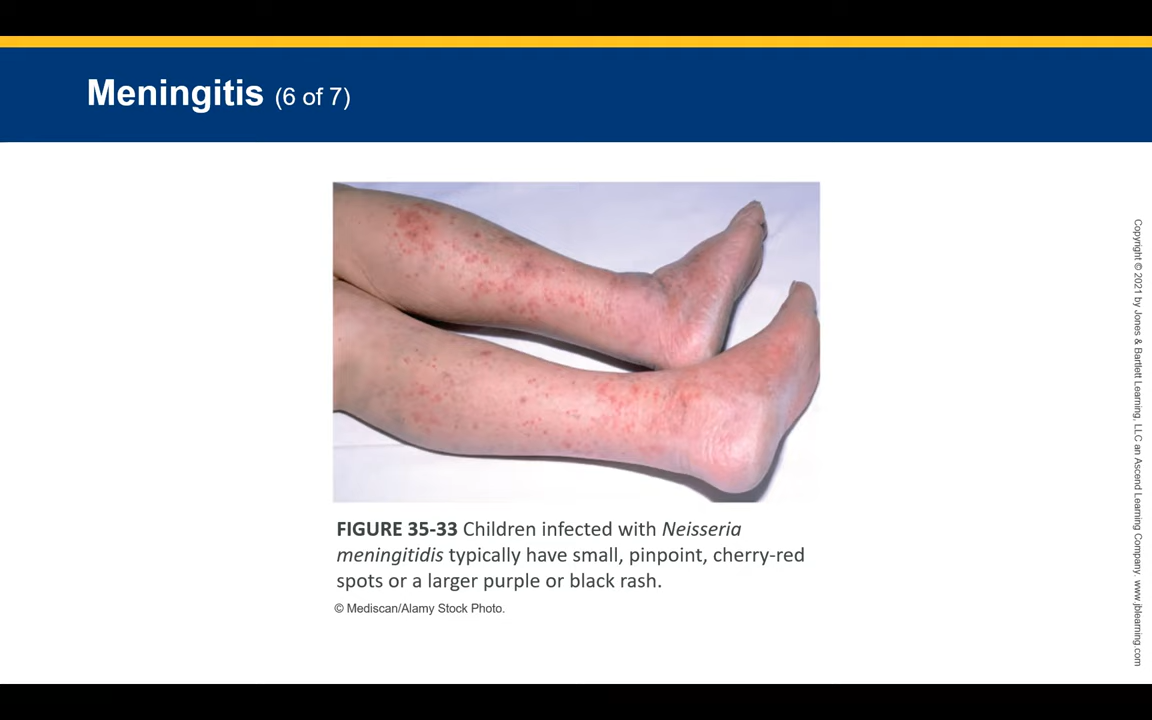 Meningitis (6 of 7)
FIGURE 35-33 Children infected with Neisseria
meningitidis typically have small, pinpoint, cherry-red
spots or a larger purple or black rash.
© Mediscan/Alamy Stock Photo.
Copyright © 2021 by Jones & Bartlett Learning, LLC an Ascend Learning Company. www.jblearning.com